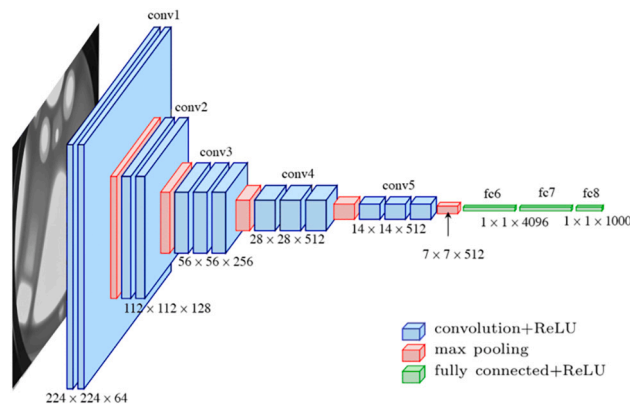 conv1
conv2
conv3
conv4
conv5
fc6
fc7
fc8
1 × 1 × 4096
1 × 1 × 1000
28 × 28 × 512
14 × 14 × 512
7 × 7 × 512
56 × 56 × 256
112 × 112 × 128
224 × 224 × 64
convolution+ReLU
max pooling
fully connected+ReLU